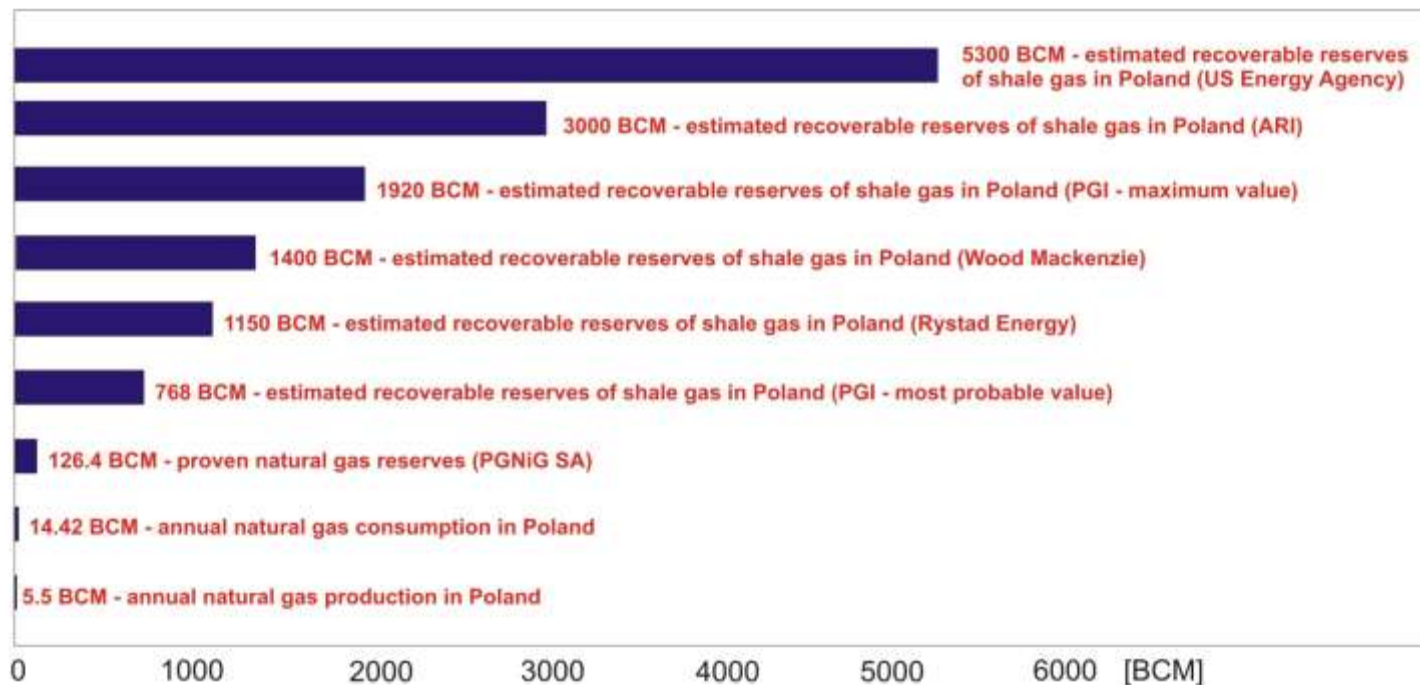 5300 BCM - estimated recoverable reserves
of shale gas in Poland (US Energy Agency)
3000 BCM - estimated recoverable reserves of shale gas in Poland (ARI)
1920 BCM - estimated recoverable reserves of shale gas in Poland (PGI - maximum value)
1400 BCM - estimated recoverable reserves of shale gas in Poland (Wood Mackenzie)
1150 BCM - estimated recoverable reserves of shale gas in Poland (Rystad Energy)
768 BCM - estimated recoverable reserves of shale gas in Poland (PGI - most probable value)
126.4 BCM - proven natural gas reserves (PGNiG SA)
14.42 BCM - annual natural gas consumption in Poland
5.5 BCM - annual natural gas production in Poland
0 1000 2000 3000 4000 5000 6000 [BCM]